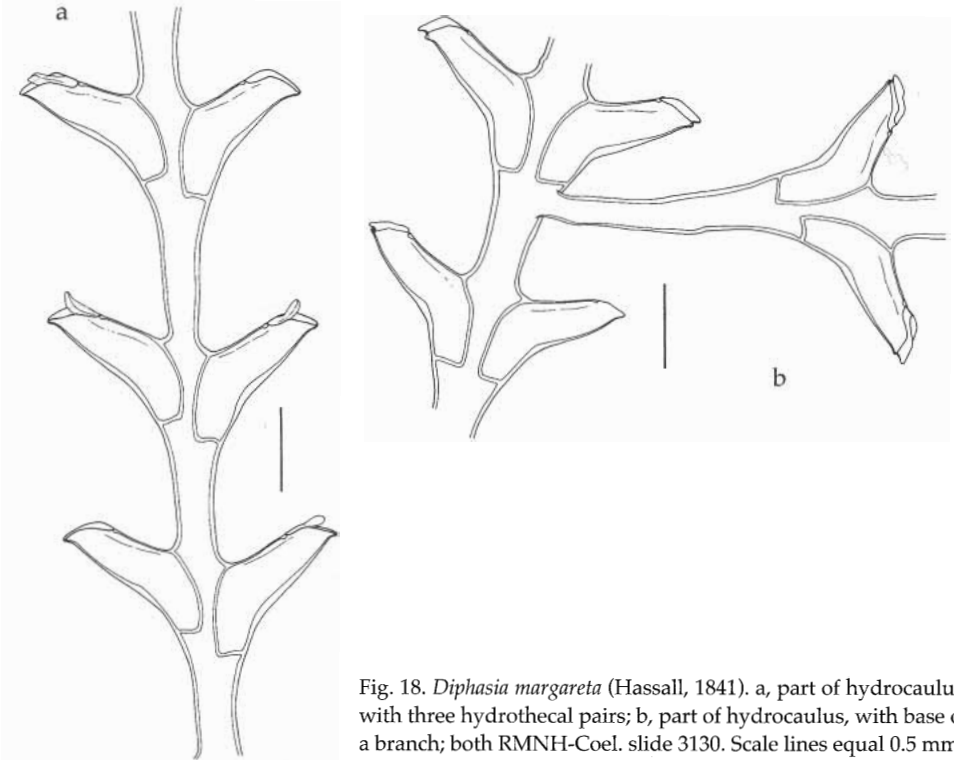 a
b
Fig. 18. Diphasia margareta (Hassall, 1841). a, part of hydrocaulu
with three hydrothecal pairs; b, part of hydrocaulus, with base o
a branch; both RMNH-Coel. slide 3130. Scale lines equal 0.5 mm